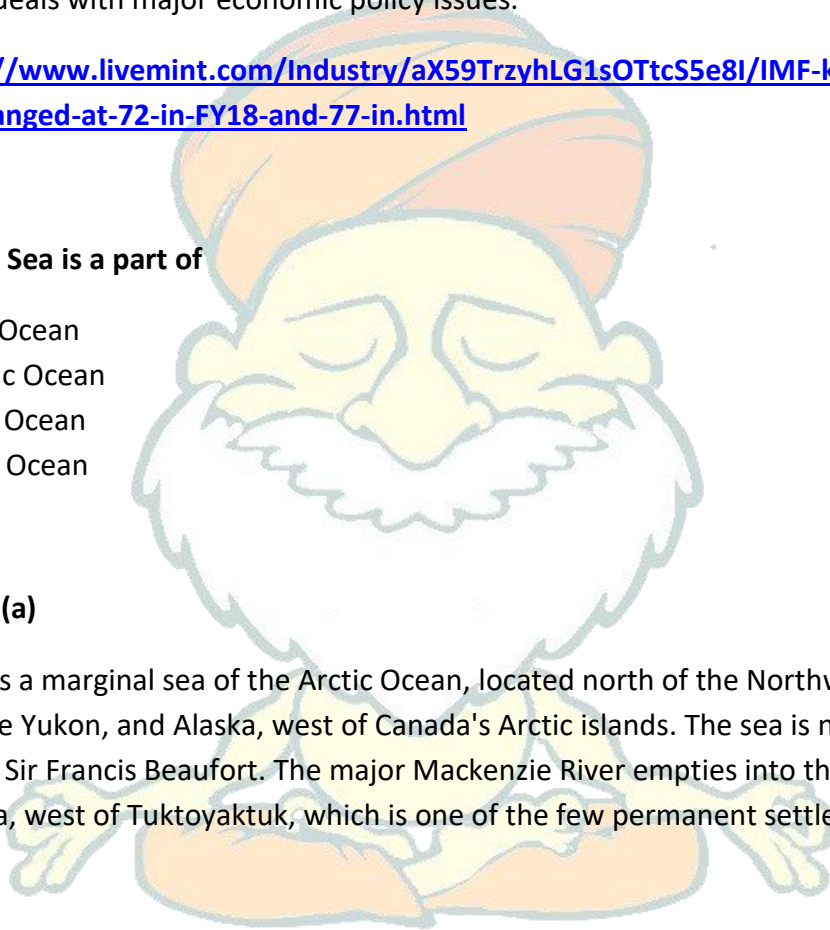 deals with major economic policy issues.
//www.livemint.com/Industry/aX59TrzyhLG1sOTtcS5e8I/IMF-k
anged-at-72-in-FY18-and-77-in.html
Sea is a part of
Ocean
c Ocean
Ocean
Ocean
(a)
s a marginal sea of the Arctic Ocean, located north of the Northw
e Yukon, and Alaska, west of Canada's Arctic islands. The sea is n
Sir Francis Beaufort. The major Mackenzie River empties into th
a, west of Tuktoyaktuk, which is one of the few permanent settle